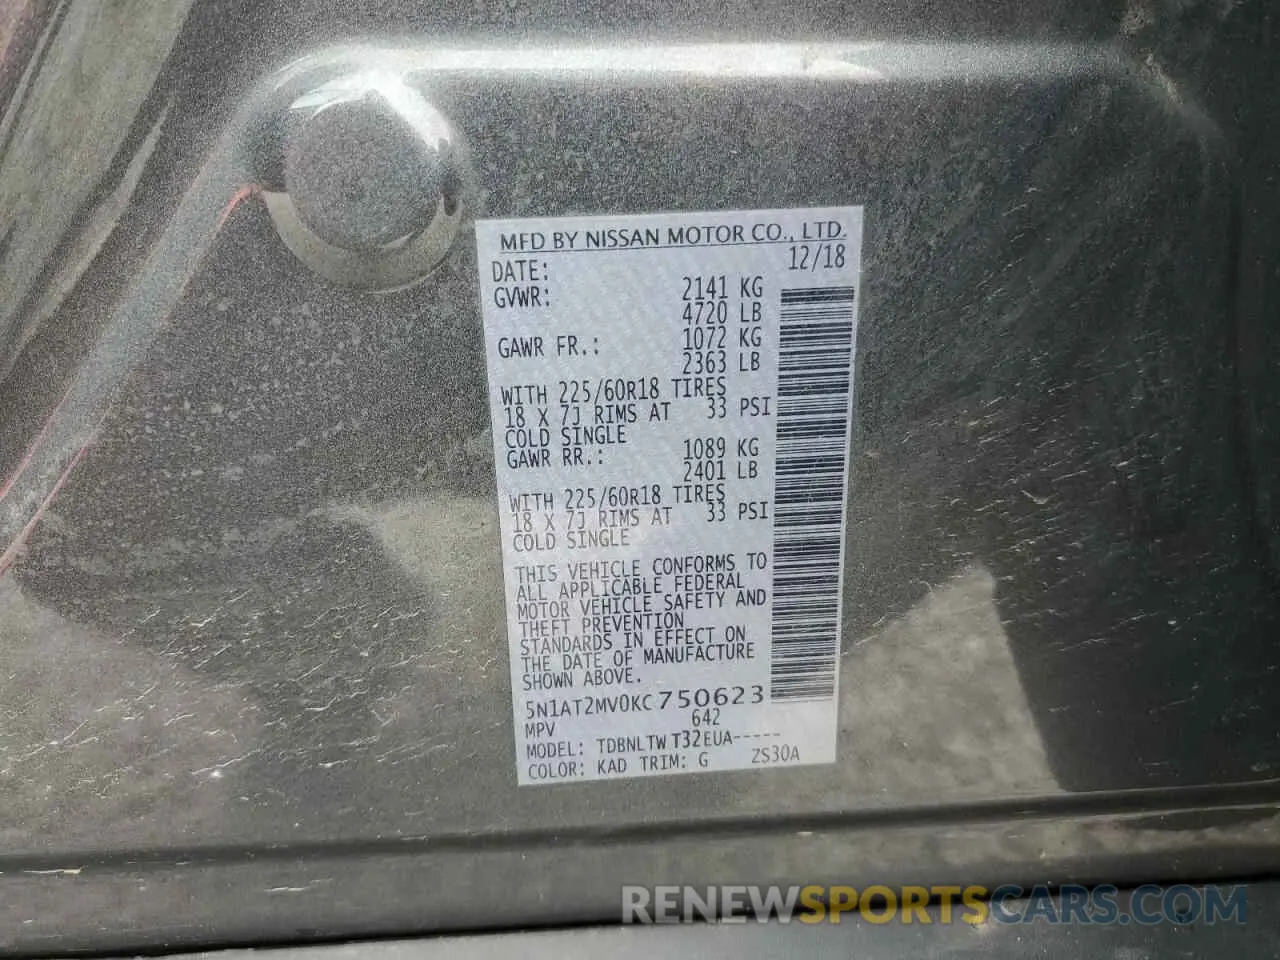 MFD BY NISSAN MOTOR CO., LTD.
DATE: 12/18
GVWR: 2141 KG
4720 LB
GAWR FR.: 1072 KG
2363 LB
WITH 225/60R18 TIRES
18 X 7J RIMS AT 33 PSI
COLD SINGLE
GAWR RR.: 1089 KG
2401 LB
WITH 225/60R18 TIRES
18 X 7J RIMS AT 33 PSI
COLD SINGLE
THIS VEHICLE CONFORMS TO
ALL APPLICABLE FEDERAL
MOTOR VEHICLE SAFETY AND
THEFT PREVENTION
STANDARDS IN EFFECT ON
THE DATE OF MANUFACTURE
SHOWN ABOVE.
5N1AT2MV0KC750623
MPV 642
MODEL: TDBNLTW T32EUA-----
COLOR: KAD TRIM: G ZS30A
RENEWSPORTSCARS.COM